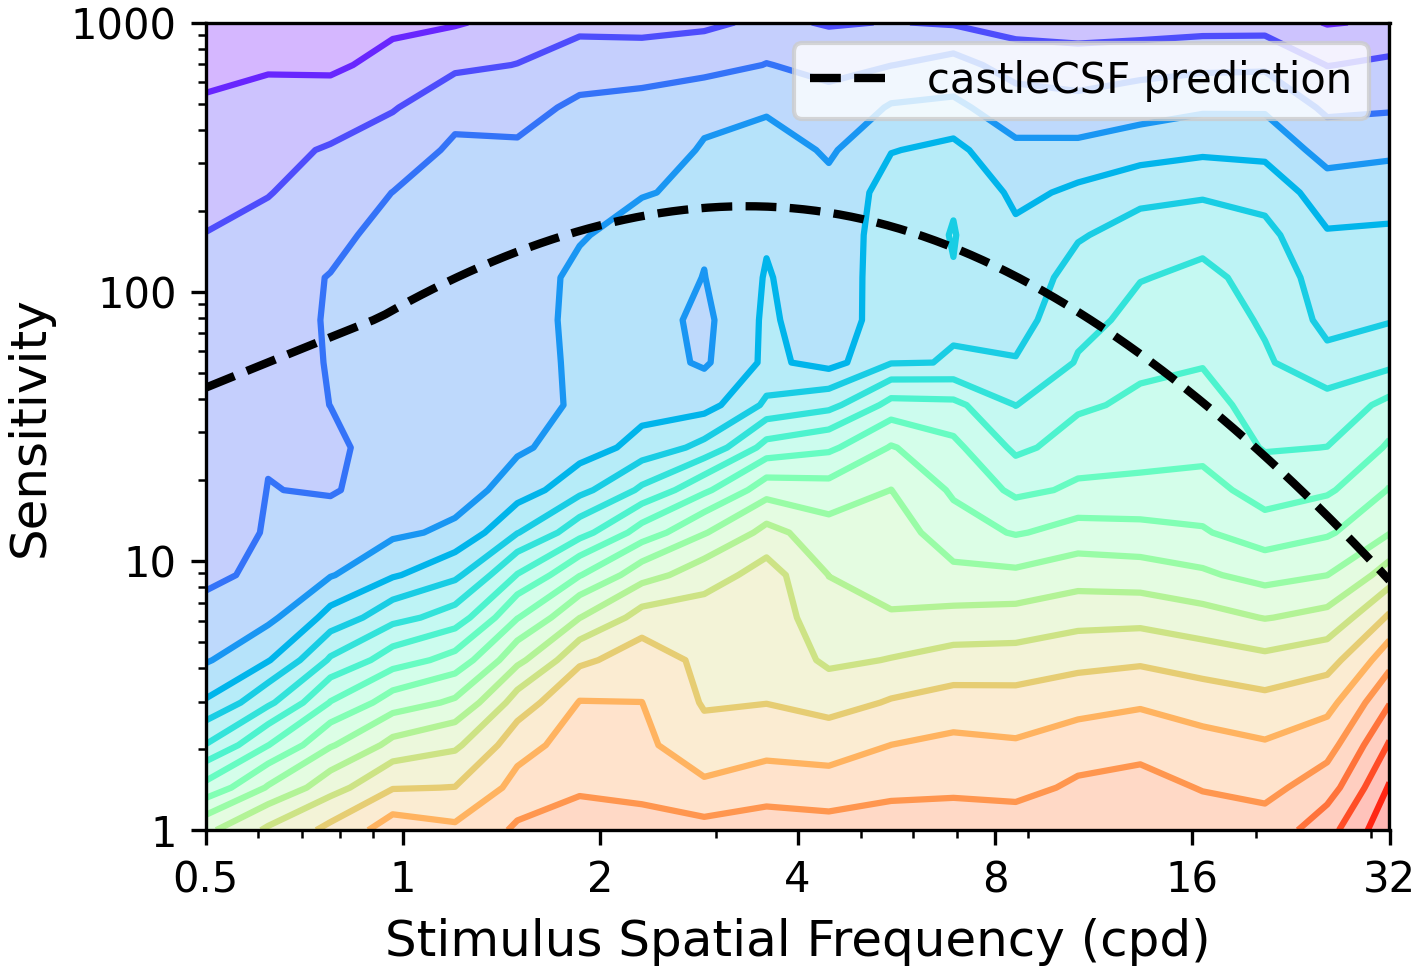 1000
100
10
1
Sensitivity
castleCSF prediction
0.5 1 2 4 8 16 32
Stimulus Spatial Frequency (cpd)